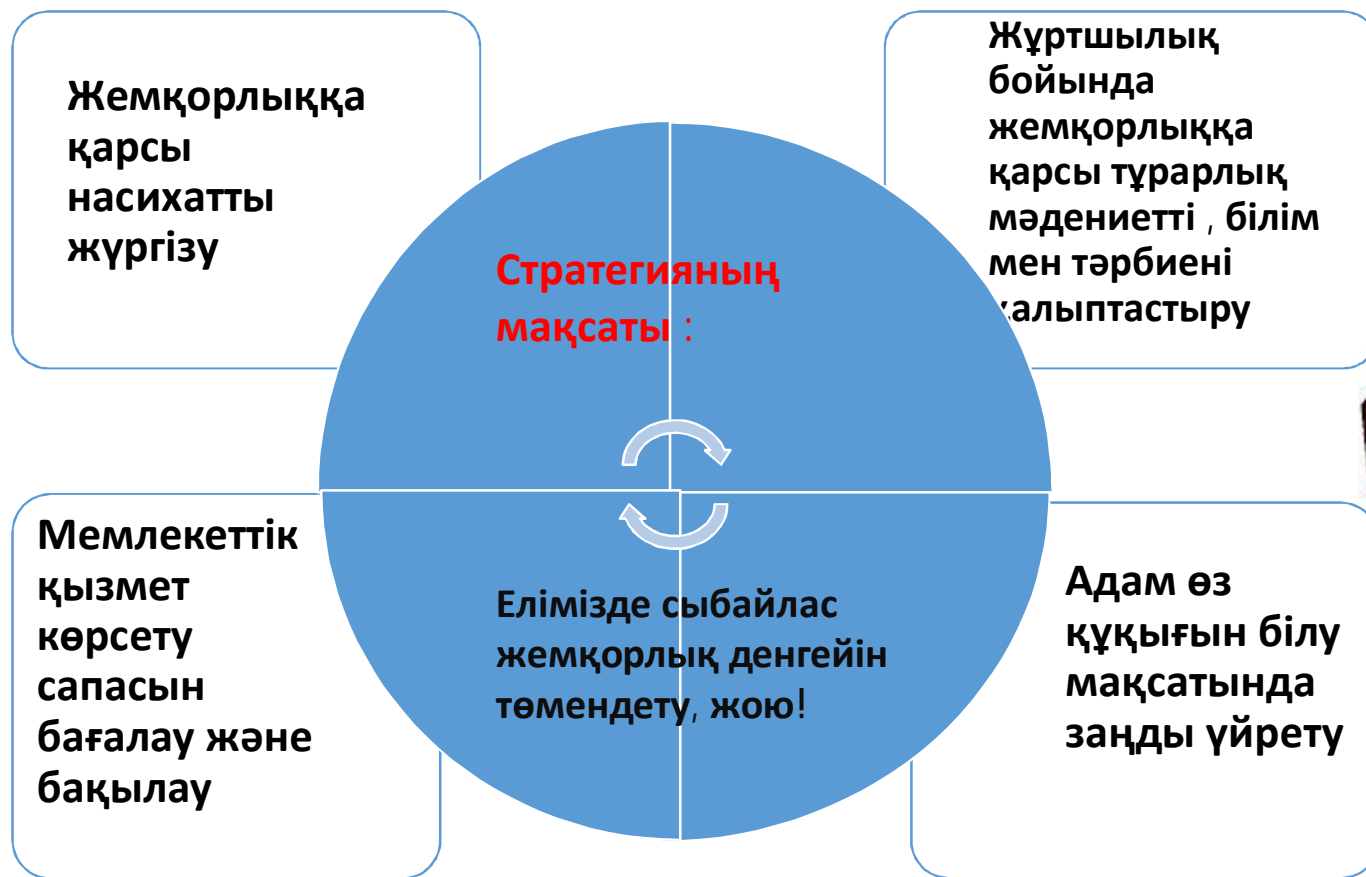 Жемқорлыққа
қарсы
насихатты
жүргізу
Жұртшылық
бойында
жемқорлыққа
қарсы тұрарлық
мәдениетті , білім
мен тәрбиені
қалыптастыру
Стратегияның
мақсаты :
Елімізде сыбайлас
жемқорлық денгейін
төмендету, жою!
Мемлекеттік
қызмет
көрсету
сапасын
бағалау және
бақылау
Адам өз
құқығын білу
мақсатында
заңды үйрету